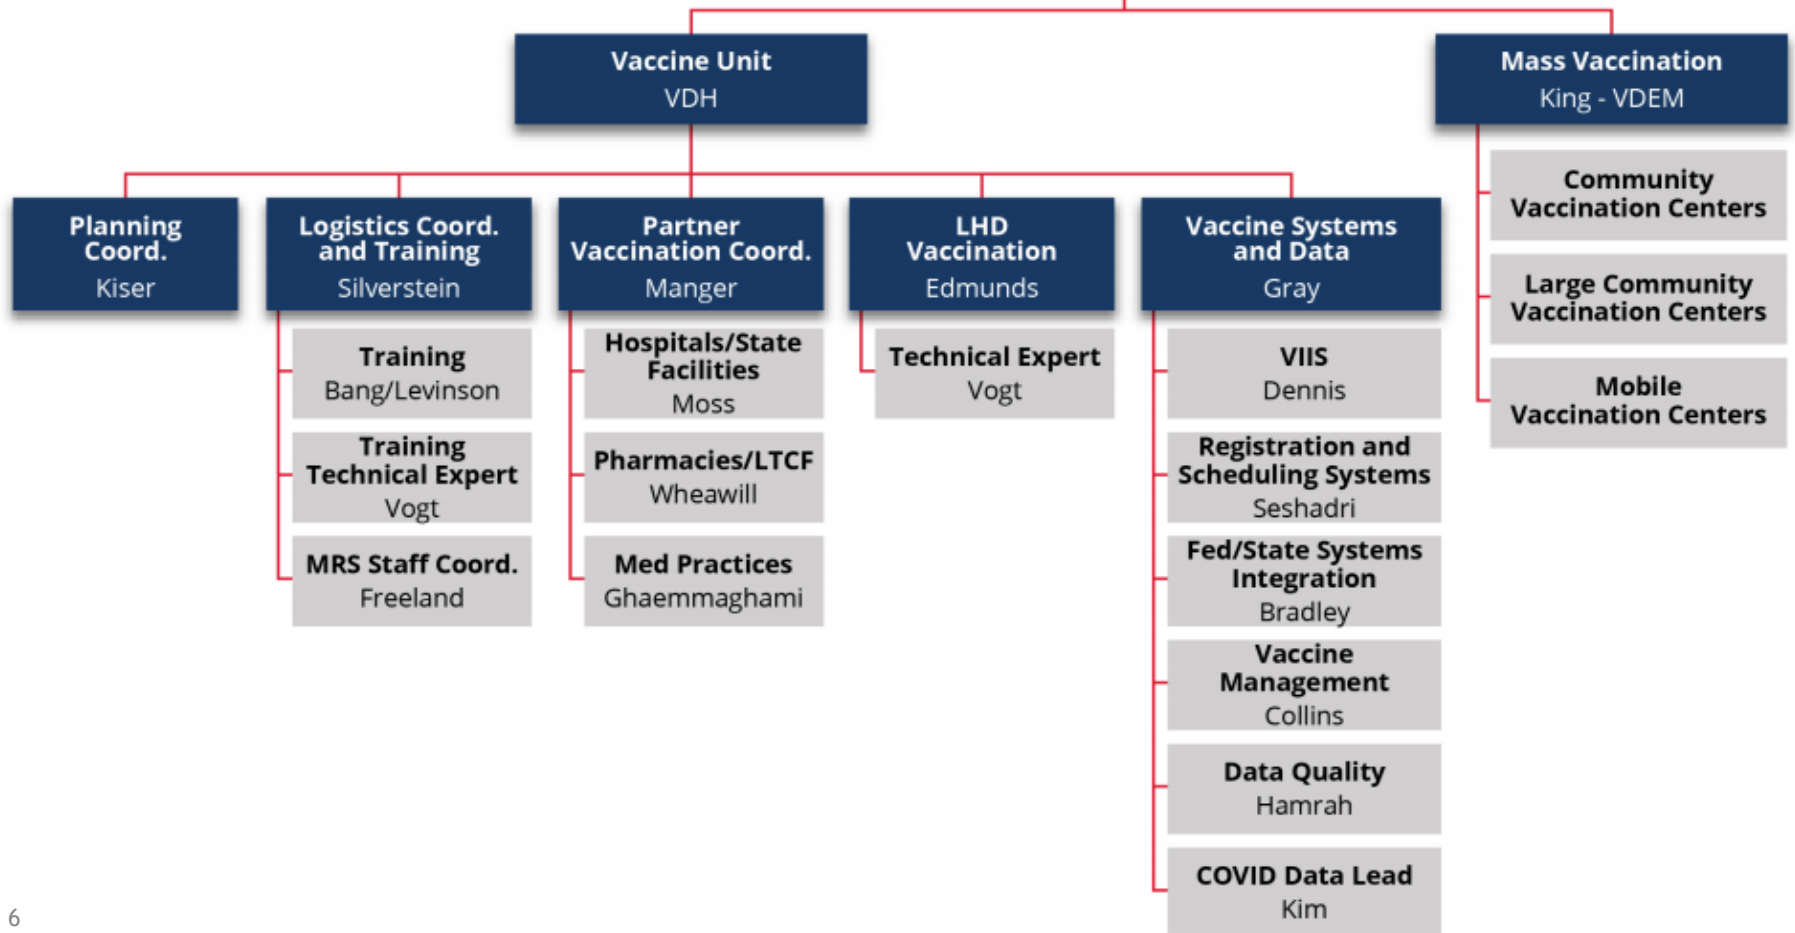 Vaccine Unit
VDH
Mass Vaccination
King - VDEM
Planning
Coord.
Kiser
Logistics Coord.
and Training
Silverstein
Training
Bang/Levinson
Training
Technical Expert
Vogt
MRS Staff Coord.
Freeland
Partner
Vaccination Coord.
Manger
Hospitals/State
Facilities
Moss
Pharmacies/LTCF
Wheawill
Med Practices
Ghaemmaghami
LHD
Vaccination
Edmunds
Technical Expert
Vogt
Vaccine Systems
and Data
Gray
VIIS
Dennis
Registration and
Scheduling Systems
Seshadri
Fed/State Systems
Integration
Bradley
Vaccine
Management
Collins
Data Quality
Hamrah
COVID Data Lead
Kim
Community
Vaccination Centers
Large Community
Vaccination Centers
Mobile
Vaccination Centers
6